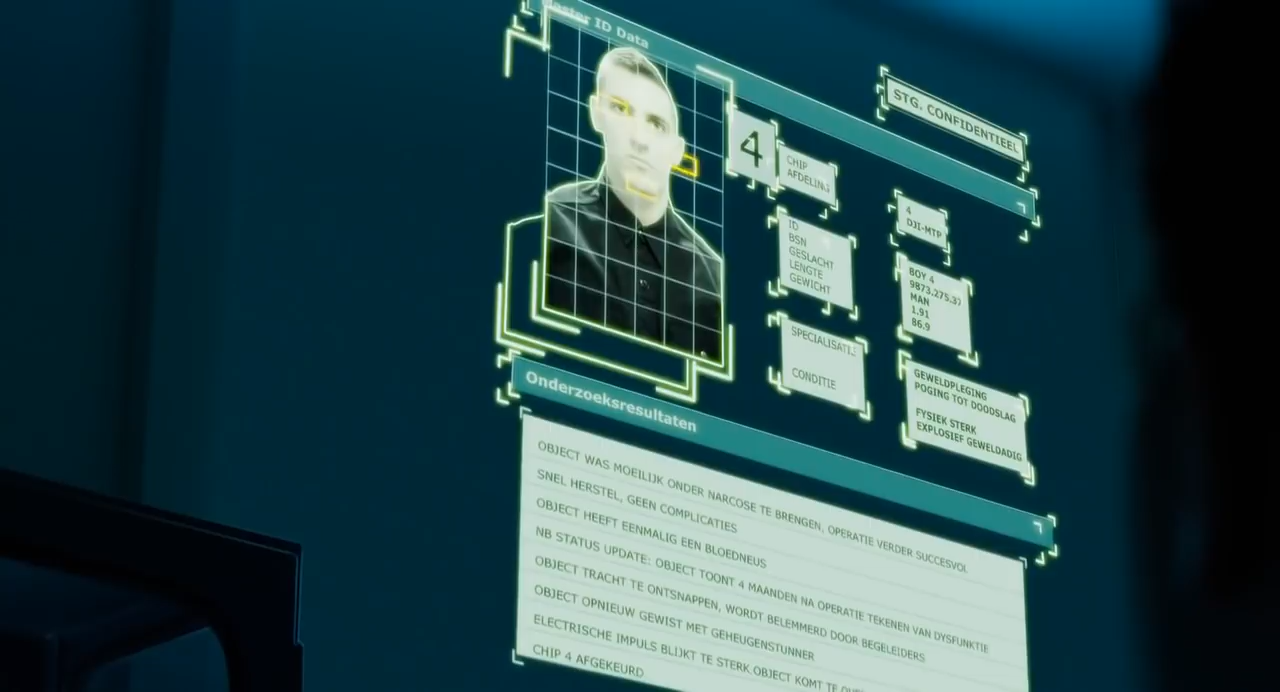 Master ID Data
STG. CONFIDENTIEEL
4
CHIP
AFDELING
4
DJI-MTP
ID
BSN
GESLACHT
LENGTE
GEWICHT
BOY 4
9873.275.37
MAN
1.91
86.9
SPECIALISATIE
CONDITIE
GEWELDPLEGING
POGING TOT DOODSLAG
FYSIEK STERK
EXPLOSIEF GEWELDADIG
Onderzoeksresultaten
OBJECT WAS MOEILIJK ONDER NARCOSE TE BRENGEN, OPERATIE VERDER SUCCESVOL
SNEL HERSTEL, GEEN COMPLICATIES
OBJECT HEEFT EENMALIG EEN BLOEDNEUS
NB STATUS UPDATE: OBJECT TOONT 4 MAANDEN NA OPERATIE TEKENEN VAN DYSFUNKTIE
OBJECT TRACHT TE ONTSNAPPEN, WORDT BELEMMERD DOOR BEGELEIDERS
OBJECT OPNIEUW GEWIST MET GEHEUGENSTUNNER
ELECTRISCHE IMPULS BLIJKT TE STERK OBJECT KOMT TE
CHIP 4 AFGEKEURD